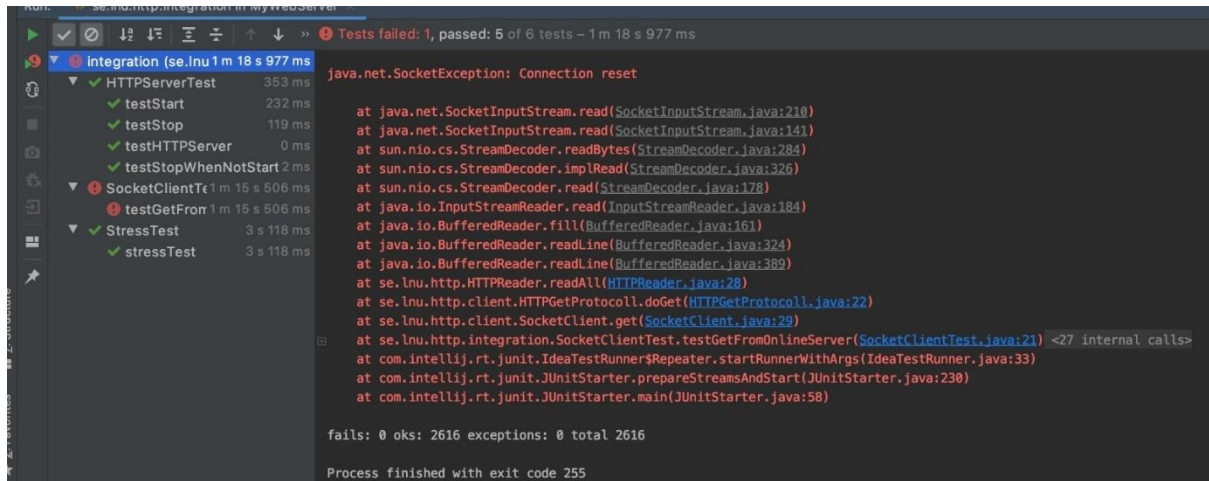 Run: se.lnu.http.integration in MyWebServer ×
Tests failed: 1, passed: 5 of 6 tests – 1 m 18 s 977 ms
integration (se.lnu 1 m 18 s 977 ms
HTTPServerTest 353 ms
testStart 232 ms
testStop 119 ms
testHTTPServer 0 ms
testStopWhenNotStart 2 ms
SocketClientTe 1 m 15 s 506 ms
testGetFrom 1 m 15 s 506 ms
StressTest 3 s 118 ms
stressTest 3 s 118 ms
java.net.SocketException: Connection reset
at java.net.SocketInputStream.read(SocketInputStream.java:210)
at java.net.SocketInputStream.read(SocketInputStream.java:141)
at sun.nio.cs.StreamDecoder.readBytes(StreamDecoder.java:284)
at sun.nio.cs.StreamDecoder.implRead(StreamDecoder.java:326)
at sun.nio.cs.StreamDecoder.read(StreamDecoder.java:178)
at java.io.InputStreamReader.read(InputStreamReader.java:184)
at java.io.BufferedReader.fill(BufferedReader.java:161)
at java.io.BufferedReader.readLine(BufferedReader.java:324)
at java.io.BufferedReader.readLine(BufferedReader.java:389)
at se.lnu.http.HTTPReader.readAll(HTTPReader.java:28)
at se.lnu.http.client.HTTPGetProtocoll.doGet(HTTPGetProtocoll.java:22)
at se.lnu.http.client.SocketClient.get(SocketClient.java:29)
at se.lnu.http.integration.SocketClientTest.testGetFromOnlineServer(SocketClientTest.java:21) <27 internal calls>
at com.intellij.rt.junit.IdeaTestRunner$Repeater.startRunnerWithArgs(IdeaTestRunner.java:33)
at com.intellij.rt.junit.JUnitStarter.prepareStreamsAndStart(JUnitStarter.java:230)
at com.intellij.rt.junit.JUnitStarter.main(JUnitStarter.java:58)
fails: 0 oks: 2616 exceptions: 0 total 2616
Process finished with exit code 255